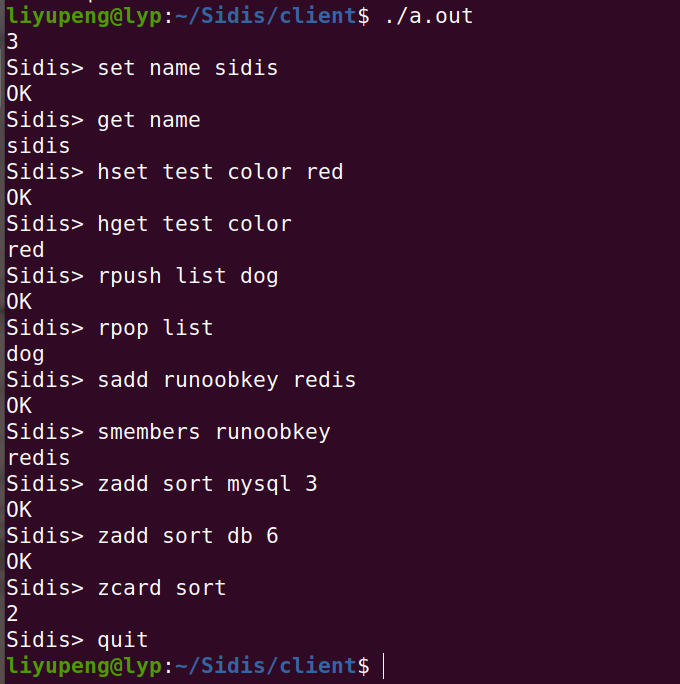 liyupeng@lyp:~/Sidis/client$ ./a.out
3
Sidis> set name sidis
OK
Sidis> get name
sidis
Sidis> hset test color red
OK
Sidis> hget test color
red
Sidis> rpush list dog
OK
Sidis> rpop list
dog
Sidis> sadd runoobkey redis
OK
Sidis> smembers runoobkey
redis
Sidis> zadd sort mysql 3
OK
Sidis> zadd sort db 6
OK
Sidis> zcard sort
2
Sidis> quit
liyupeng@lyp:~/Sidis/client$